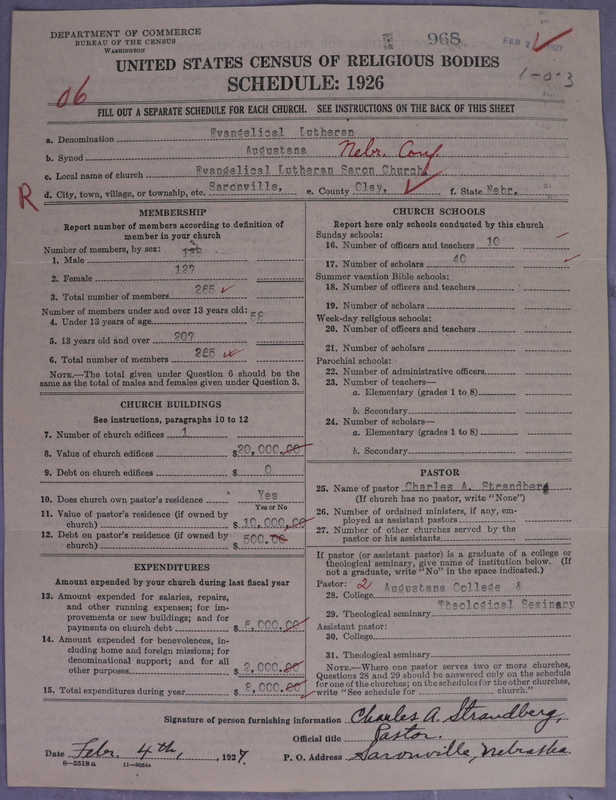 DEPARTMENT OF COMMERCE
BUREAU OF THE CENSUS
WASHINGTON
968
FEB 7 1927
UNITED STATES CENSUS OF RELIGIOUS BODIES
SCHEDULE: 1926
1-0-3
06
FILL OUT A SEPARATE SCHEDULE FOR EACH CHURCH. SEE INSTRUCTIONS ON THE BACK OF THIS SHEET
a. Denomination Evangelical Lutheran
b. Synod Augustana Nebr. Conf.
c. Local name of church Evangelical Lutheran Saron Church
R
d. City, town, village, or township, etc. Saronville, e. County Clay, f. State Nebr.
MEMBERSHIP
Report number of members according to definition of
member in your church
Number of members, by sex:
1. Male
2. Female 127
3. Total number of members 265
Number of members under and over 13 years old:
4. Under 13 years of age 58
5. 13 years old and over 207
6. Total number of members 265
NOTE.—The total given under Question 6 should be
same as the total of males and females given under Question 3.
CHURCH BUILDINGS
See instructions, paragraphs 10 to 12
7. Number of church edifices 1
8. Value of church edifices $20,000.00
9. Debt on church edifices $ 0
10. Does church own pastor's residence Yes
Yes or No
11. Value of pastor's residence (if owned by
church) $ 10,000,00
12. Debt on pastor's residence (if owned by
church) $ 500.00
EXPENDITURES
Amount expended by your church during last fiscal year
13. Amount expended for salaries, repairs,
and other running expenses; for im-
provements or new buildings; and for
payments on church debt $ 6,000,00
14. Amount expended for benevolences, in-
cluding home and foreign missions; for
denominational support; and for all
other purposes $ 2,000.00
15. Total expenditures during year $ 8,000.00
CHURCH SCHOOLS
Report here only schools conducted by this church
Sunday schools:
16. Number of officers and teachers 10
17. Number of scholars 40
Summer vacation Bible schools:
18. Number of officers and teachers
19. Number of scholars
Week-day religious schools:
20. Number of officers and teachers
21. Number of scholars
Parochial schools:
22. Number of administrative officers
23. Number of teachers—
a. Elementary (grades 1 to 8)
b. Secondary
24. Number of scholars—
a. Elementary (grades 1 to 8)
b. Secondary
PASTOR
25. Name of pastor Charles A. Strandberg
(If church has no pastor, write "None")
26. Number of ordained ministers, if any, em-
ployed as assistant pastors
27. Number of other churches served by the
pastor or his assistants
If pastor (or assistant pastor) is a graduate of a college or
theological seminary, give name of institution below. (If
not a graduate, write "No" in the space indicated.)
Pastor: 2
28. College Augustana College &
29. Theological seminary Theological Seminary
Assistant pastor:
30. College
31. Theological seminary
NOTE.—Where one pastor serves two or more churches,
Questions 28 and 29 should be answered only on the schedule
for one of the churches; on the schedules for the other churches,
write "See schedule for church."
Signature of person furnishing information Charles A. Strandberg,
Official title Pastor.
Date Febr. 4th, 1927 P. O. Address Saronville, Nebraska.
8-5518a